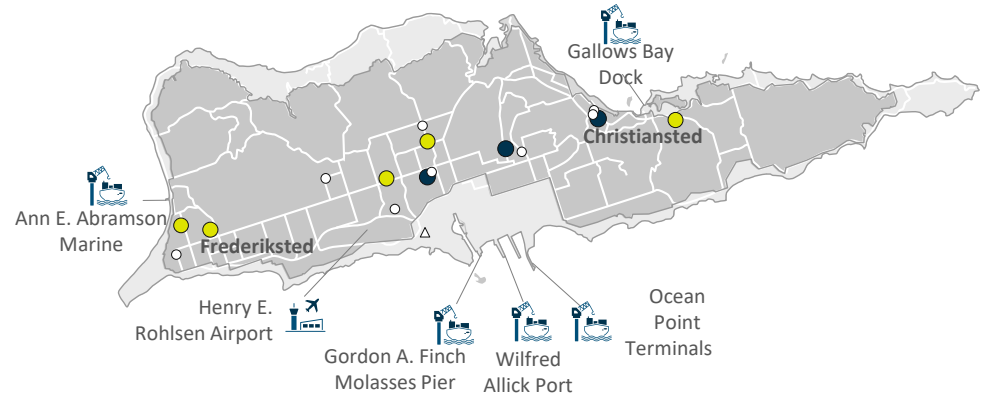 Gallows Bay
Dock
Christiansted
Ann E. Abramson
Marine
Frederiksted
Henry E.
Rohlsen Airport
Gordon A. Finch
Molasses Pier
Wilfred
Allick Port
Ocean
Point
Terminals